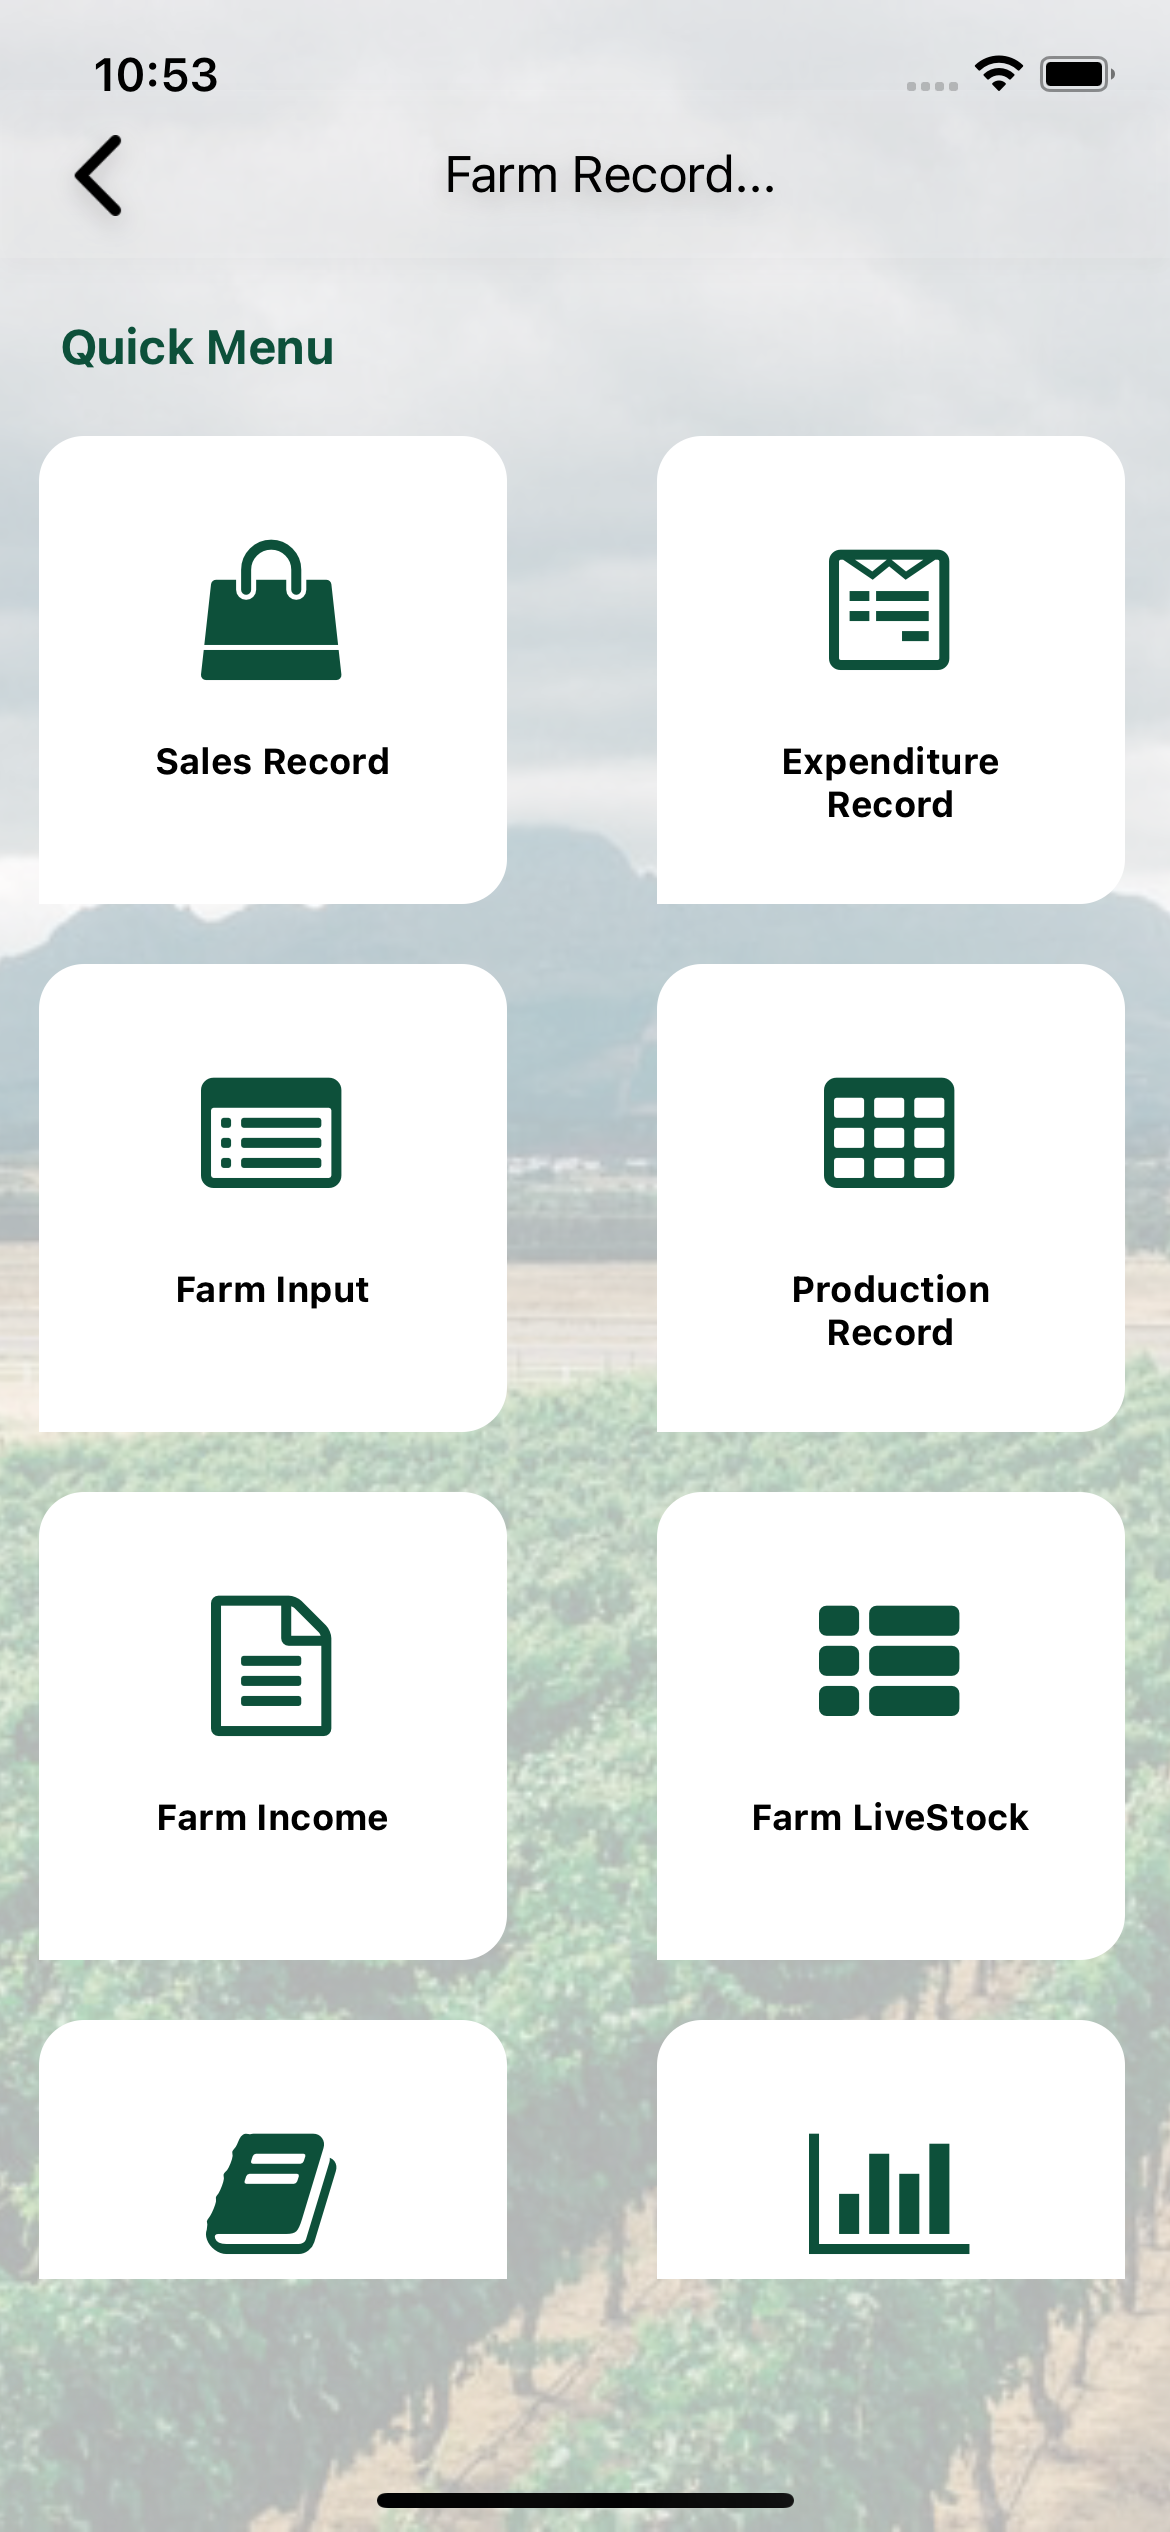 10:53
Farm Record...
Quick Menu
Sales Record
Expenditure
Record
Farm Input
Production
Record
Farm Income
Farm LiveStock